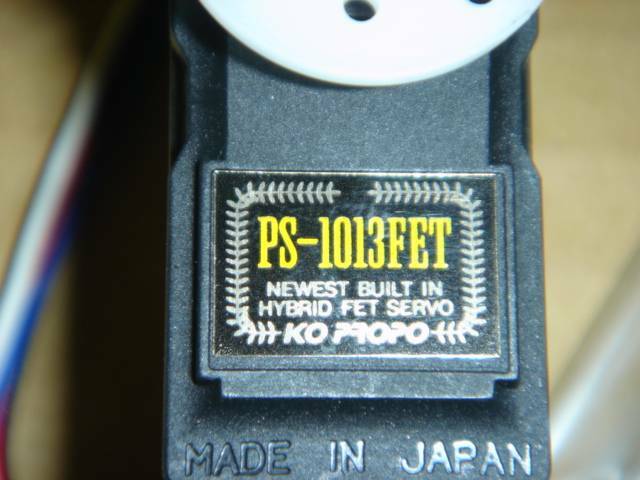 PS-1013FET
NEWEST BUILT IN
HYBRID FET SERVO
KO PROPO
MADE IN JAPAN